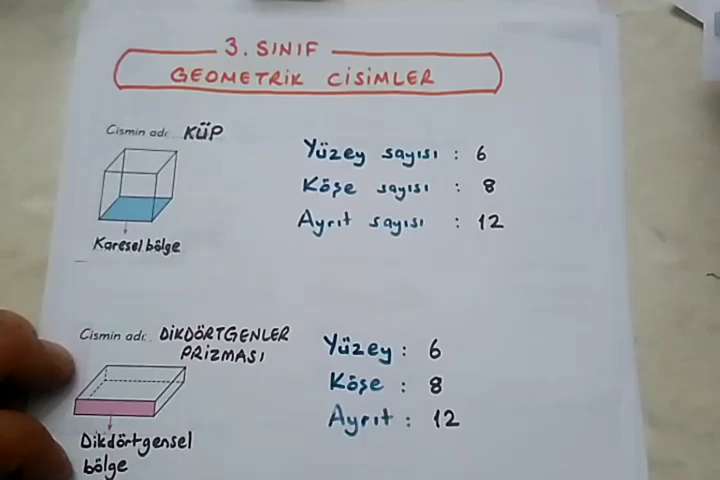 3. SINIF
GEOMETRİK CİSİMLER
Cismin adı: KÜP
Yüzey sayısı : 6
Köşe sayısı : 8
Ayrıt sayısı : 12
Karesel bölge
Cismin adı: DİKDÖRTGENLER
PRİZMASI
Yüzey : 6
Köşe : 8
Ayrıt : 12
Dikdörtgensel
bölge